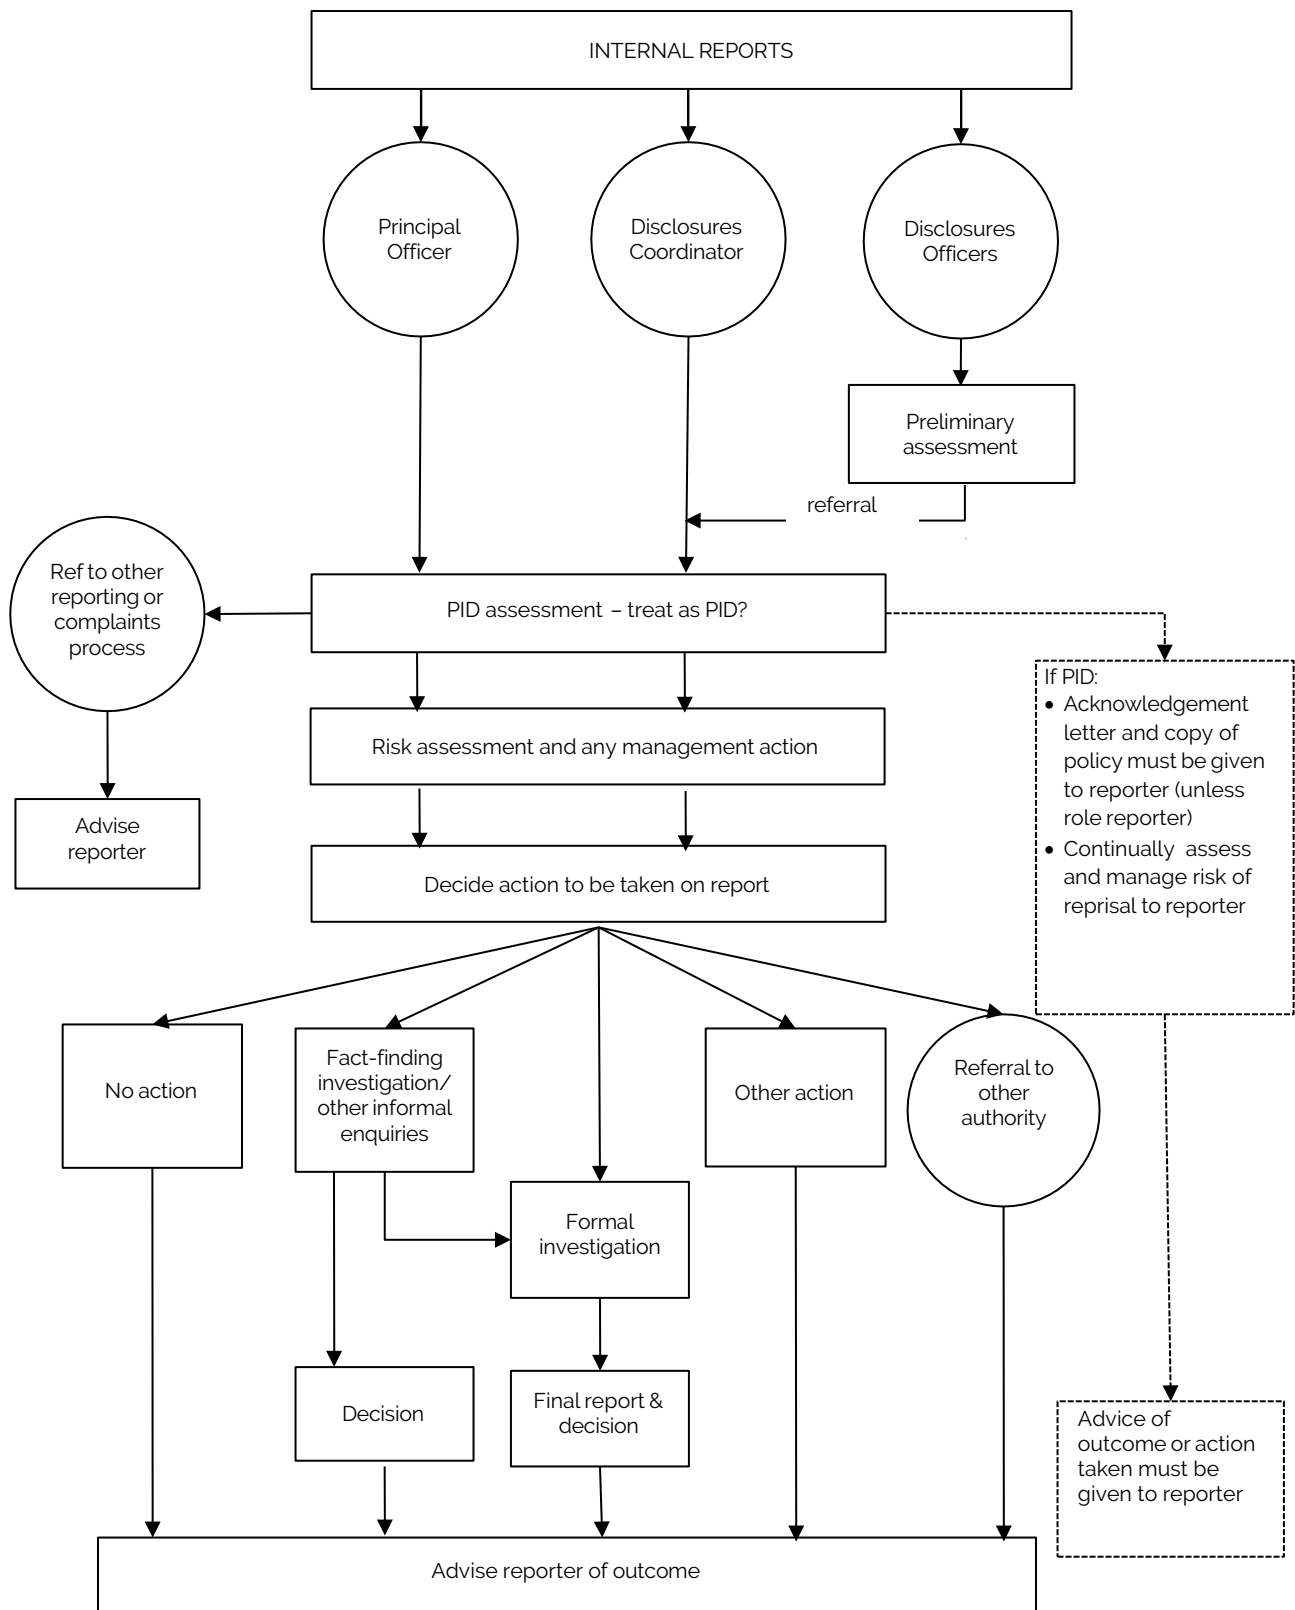 INTERNAL REPORTS
Principal
Officer
Disclosures
Coordinator
Disclosures
Officers
Preliminary
assessment
referral
Ref to other
reporting or
complaints
process
PID assessment – treat as PID?
If PID:
• Acknowledgement
letter and copy of
policy must be given
to reporter (unless
role reporter)
• Continually assess
and manage risk of
reprisal to reporter
Risk assessment and any management action
Advise
reporter
Decide action to be taken on report
No action
Fact-finding
investigation/
other informal
enquiries
Other action
Referral to
other
authority
Formal
investigation
Decision
Final report &
decision
Advice of
outcome or action
taken must be
given to reporter
Advise reporter of outcome